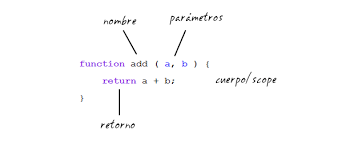 nombre
parámetros
function add ( a, b ) {
return a + b;
cuerpo/scope
}
retorno